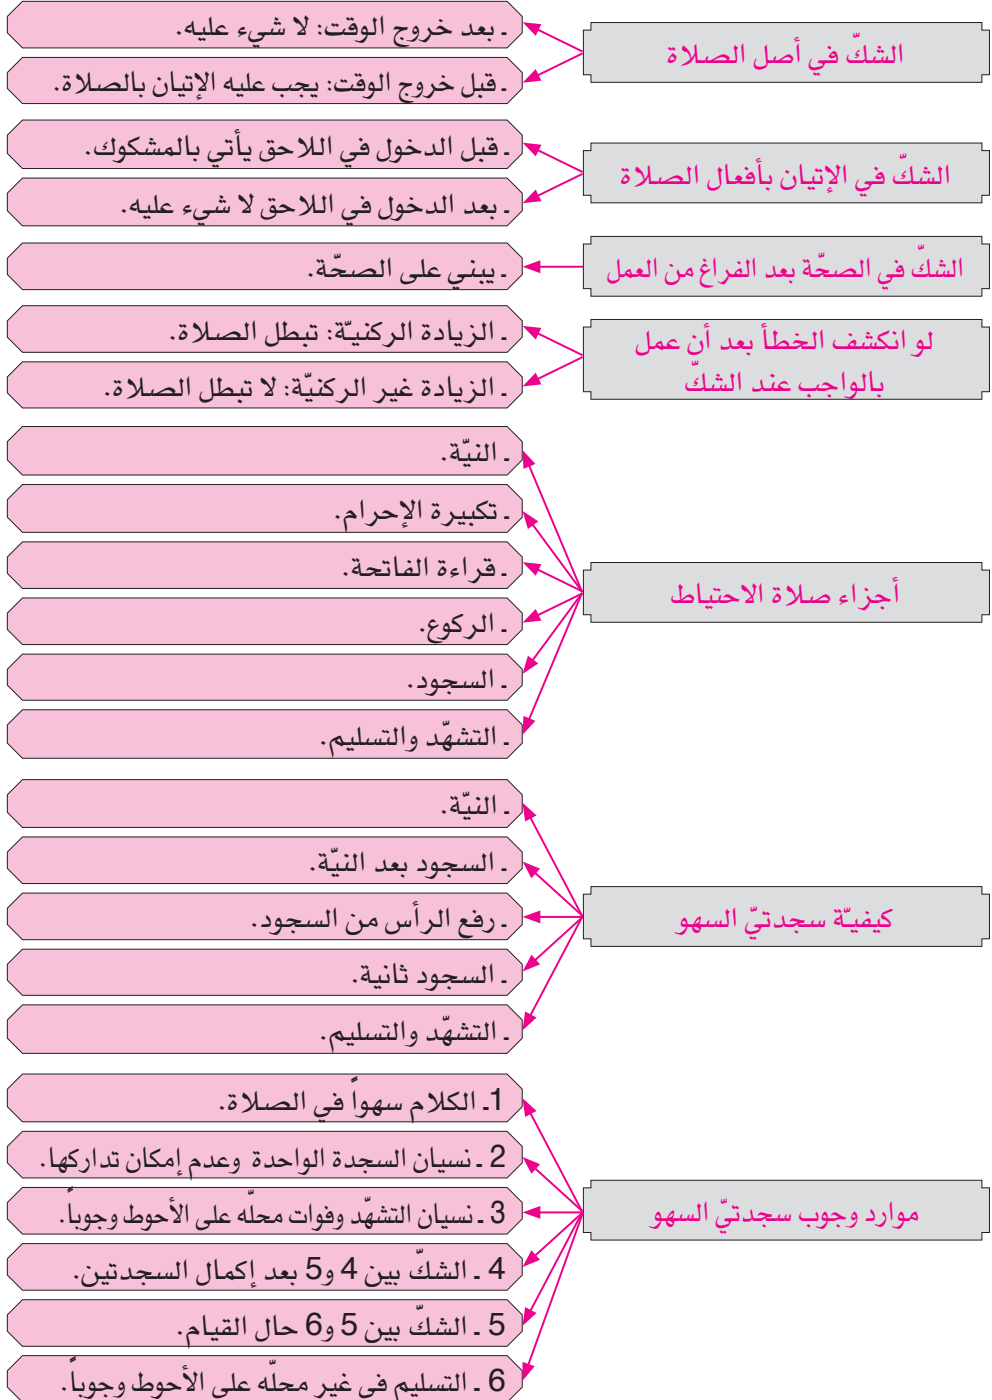 الشكّ في أصل الصلاة
ـ بعد خروج الوقت: لا شيء عليه.
ـ قبل خروج الوقت: يجب عليه الإتيان بالصلاة.
الشكّ في الإتيان بأفعال الصلاة
ـ قبل الدخول في اللاحق يأتي بالمشكوك.
ـ بعد الدخول في اللاحق لا شيء عليه.
الشكّ في الصحّة بعد الفراغ من العمل
ـ يبني على الصحّة.
لو انكشف الخطأ بعد أن عمل
بالواجب عند الشكّ
ـ الزيادة الركنيّة: تبطل الصلاة.
ـ الزيادة غير الركنيّة: لا تبطل الصلاة.
أجزاء صلاة الاحتياط
ـ النيّة.
ـ تكبيرة الإحرام.
ـ قراءة الفاتحة.
ـ الركوع.
ـ السجود.
ـ التشهّد والتسليم.
كيفيّة سجدتيّ السهو
ـ النيّة.
ـ السجود بعد النيّة.
ـ رفع الرأس من السجود.
ـ السجود ثانية.
ـ التشهّد والتسليم.
موارد وجوب سجدتيّ السهو
1ـ الكلام سهواً في الصلاة.
2 ـ نسيان السجدة الواحدة وعدم إمكان تداركها.
3 ـ نسيان التشهّد وفوات محلّه على الأحوط وجوباً.
4 ـ الشكّ بين 4 و5 بعد إكمال السجدتين.
5 ـ الشكّ بين 5 و6 حال القيام.
6 ـ التسليم في غير محلّه على الأحوط وجوباً.